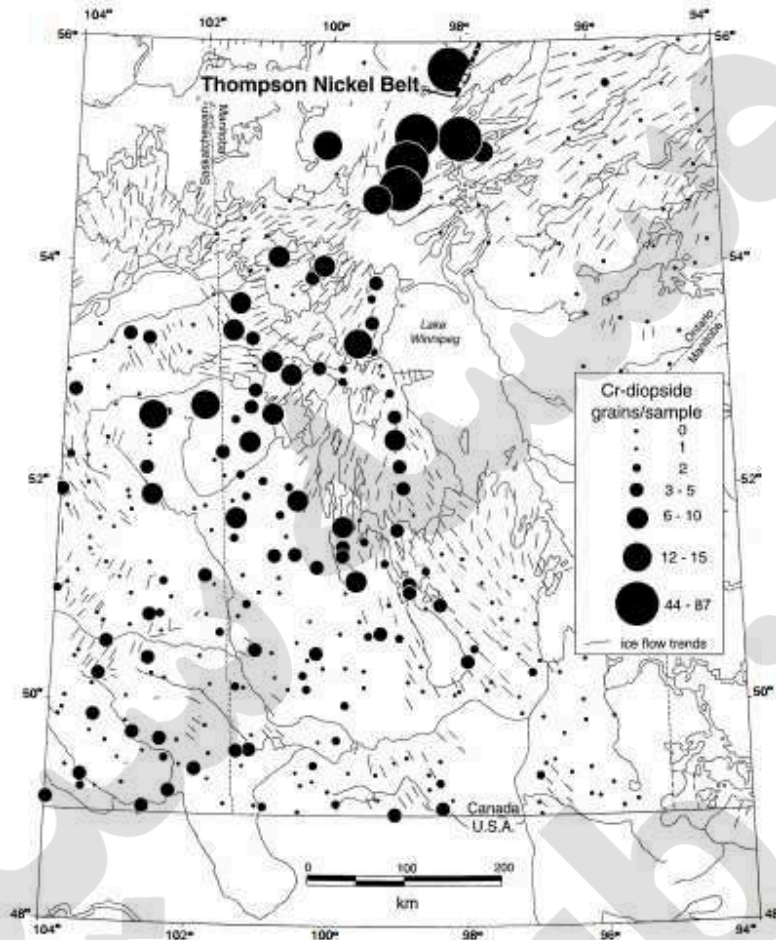 104°
102°
100°
98°
96°
94°
56°
56°
Thompson Nickel Belt
Saskatchewan
Manitoba
54°
54°
Lake
Winnipeg
Ontario
Manitoba
Cr-diopside
grains/sample
0
1
2
3 - 5
6 - 10
12 - 15
44 - 87
ice flow trends
52°
52°
50°
50°
Canada
U.S.A.
0 100 200
km
48°
48°
104°
102°
100°
98°
96°
94°